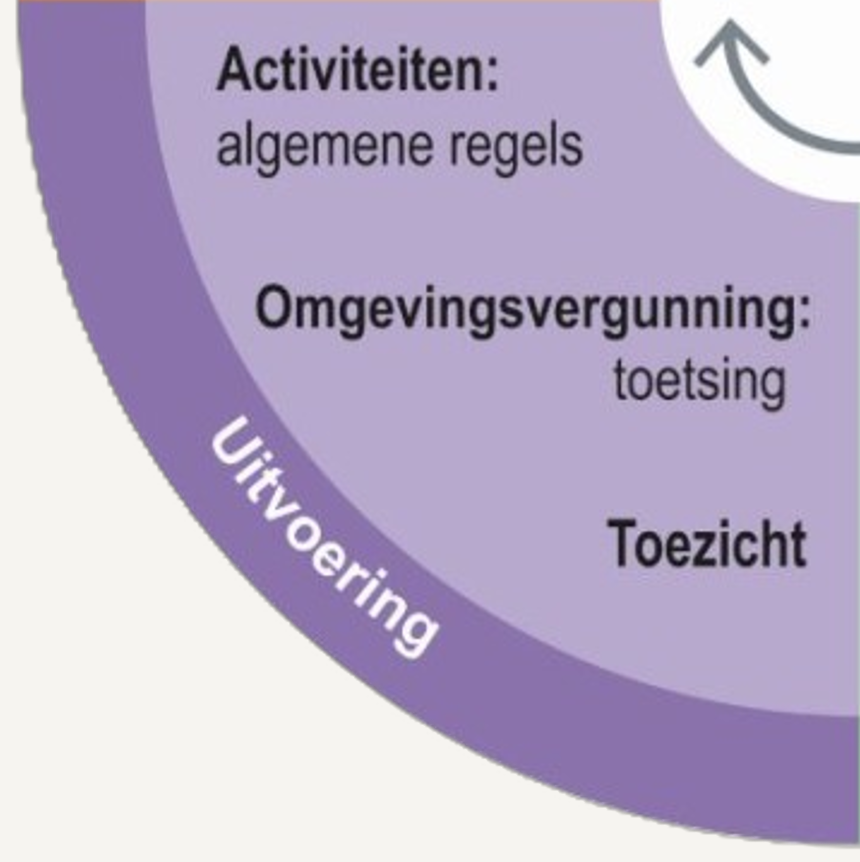 Activiteiten:
algemene regels
Omgevingsvergunning:
toetsing
Toezicht
Uitvoering